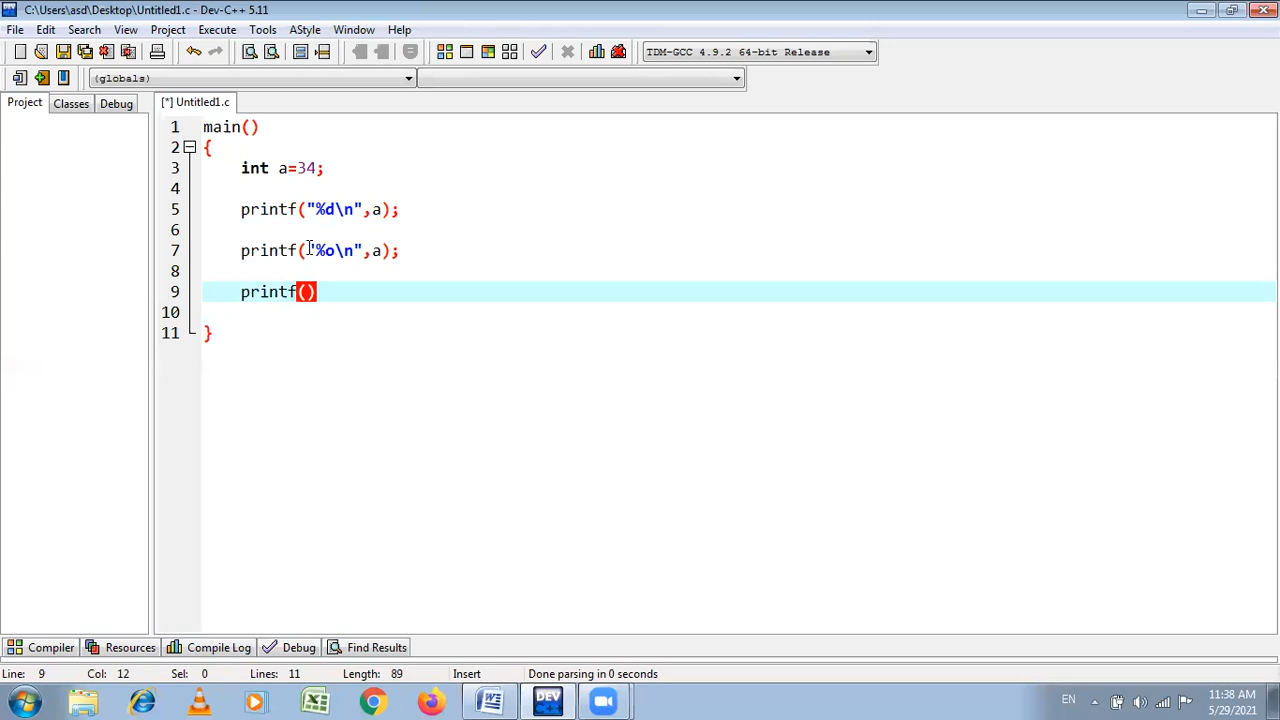 C:\Users\asd\Desktop\Untitled1.c - Dev-C++ 5.11
File Edit Search View Project Execute Tools AStyle Window Help
TDM-GCC 4.9.2 64-bit Release
(globals)
Project Classes Debug
[*] Untitled1.c
1 main()
2 {
3 int a=34;
4
5 printf("%d\n",a);
6
7 printf("%o\n",a);
8
9 printf()
10
11 }
Compiler Resources Compile Log Debug Find Results
Line: 9 Col: 12 Sel: 0 Lines: 11 Length: 89 Insert Done parsing in 0 seconds
DEV C++
EN
11:38 AM
5/29/2021